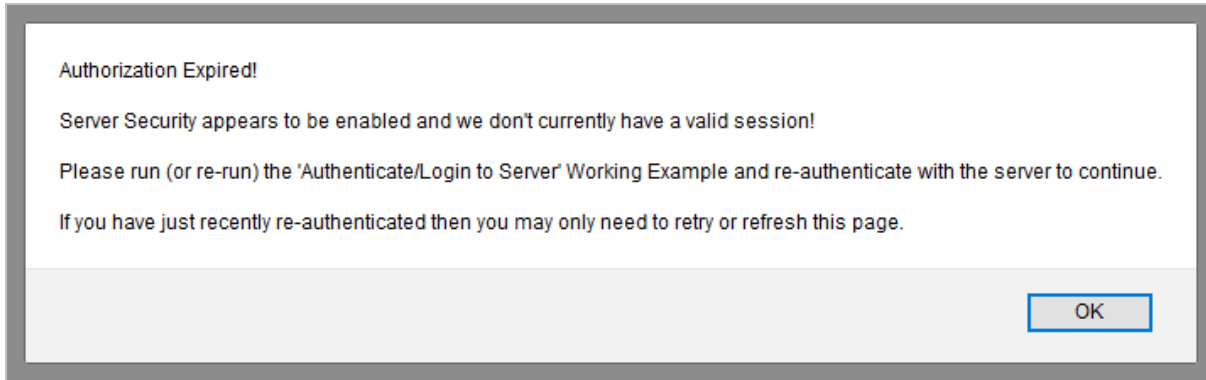 Authorization Expired!
Server Security appears to be enabled and we don't currently have a valid session!
Please run (or re-run) the 'Authenticate/Login to Server' Working Example and re-authenticate with the server to continue.
If you have just recently re-authenticated then you may only need to retry or refresh this page.
OK